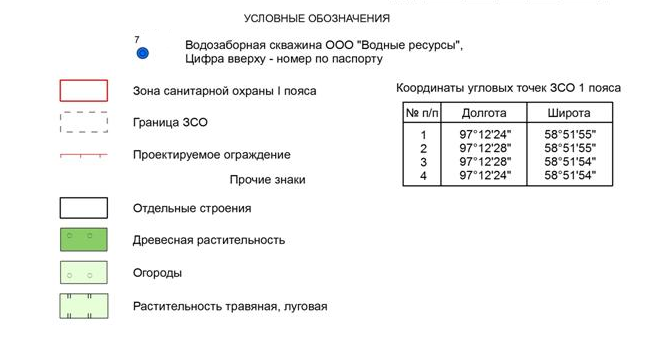 УСЛОВНЫЕ ОБОЗНАЧЕНИЯ
7
Водозаборная скважина ООО "Водные ресурсы",
Цифра вверху - номер по паспорту
Зона санитарной охраны I пояса
Граница ЗСО
Проектируемое ограждение
Прочие знаки
Отдельные строения
Древесная растительность
Огороды
Растительность травяная, луговая
Координаты угловых точек ЗСО 1 пояса
№ п/п Долгота Широта
1 97°12'24" 58°51'55"
2 97°12'28" 58°51'55"
3 97°12'28" 58°51'54"
4 97°12'24" 58°51'54"